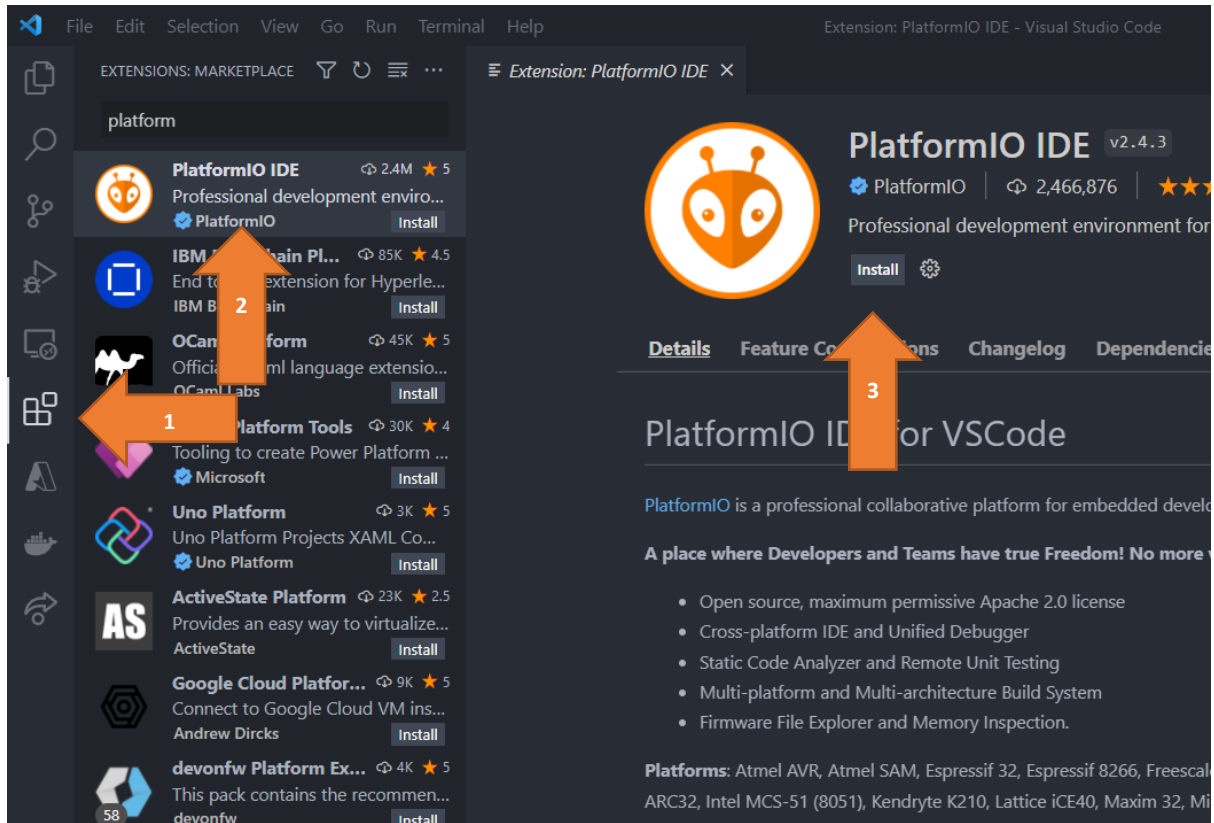 File Edit Selection View Go Run Terminal Help
Extension: PlatformIO IDE - Visual Studio Code
EXTENSIONS: MARKETPLACE
platform
PlatformIO IDE 2.4M 5
Professional development enviro...
PlatformIO Install
IBM Pl... 85K 4.5
End extension for Hyperle...
IBM Install
45K 5
language extensio...
OCaml Labs Install
Platform Tools 30K 4
Tooling to create Power Platform ...
Microsoft Install
Uno Platform 3K 5
Uno Platform Projects XAML Co...
Uno Platform Install
ActiveState Platform 23K 2.5
Provides an easy way to virtualize...
ActiveState Install
Google Cloud Platfor... 9K 5
Connect to Google Cloud VM ins...
Andrew Dircks Install
devonfw Platform Ex... 4K 5
This pack contains the recommen...
devonfw Install
58
AS
1
2
Extension: PlatformIO IDE
PlatformIO IDE v2.4.3
PlatformIO 2,466,876
Professional development environment for
Install
Details Feature Changelog Dependencie
3
PlatformIO for VSCode
PlatformIO is a professional collaborative platform for embedded develo
A place where Developers and Teams have true Freedom! No more
Open source, maximum permissive Apache 2.0 license
Cross-platform IDE and Unified Debugger
Static Code Analyzer and Remote Unit Testing
Multi-platform and Multi-architecture Build System
Firmware File Explorer and Memory Inspection.
Platforms: Atmel AVR, Atmel SAM, Espressif 32, Espressif 8266, Freescale
ARC32, Intel MCS-51 (8051), Kendryte K210, Lattice iCE40, Maxim 32, Mi